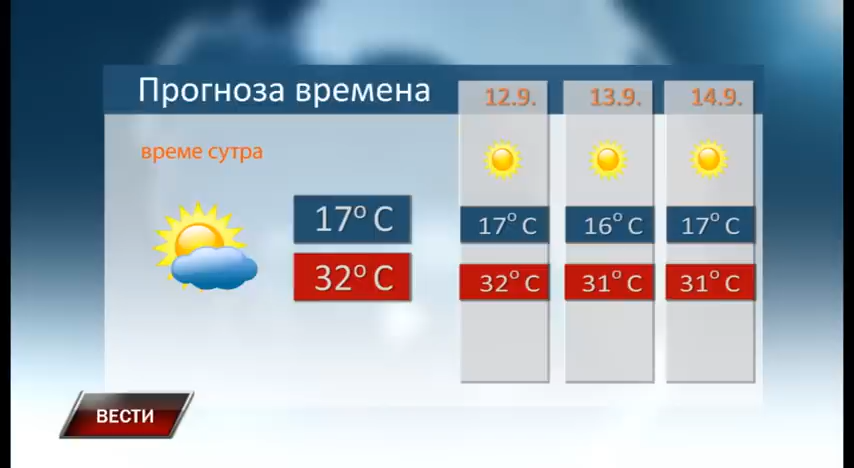 Прогноза времена
време сутра
17° C
32° C
12.9.
17° C
32° C
13.9.
16° C
31° C
14.9.
17° C
31° C
ВЕСТИ